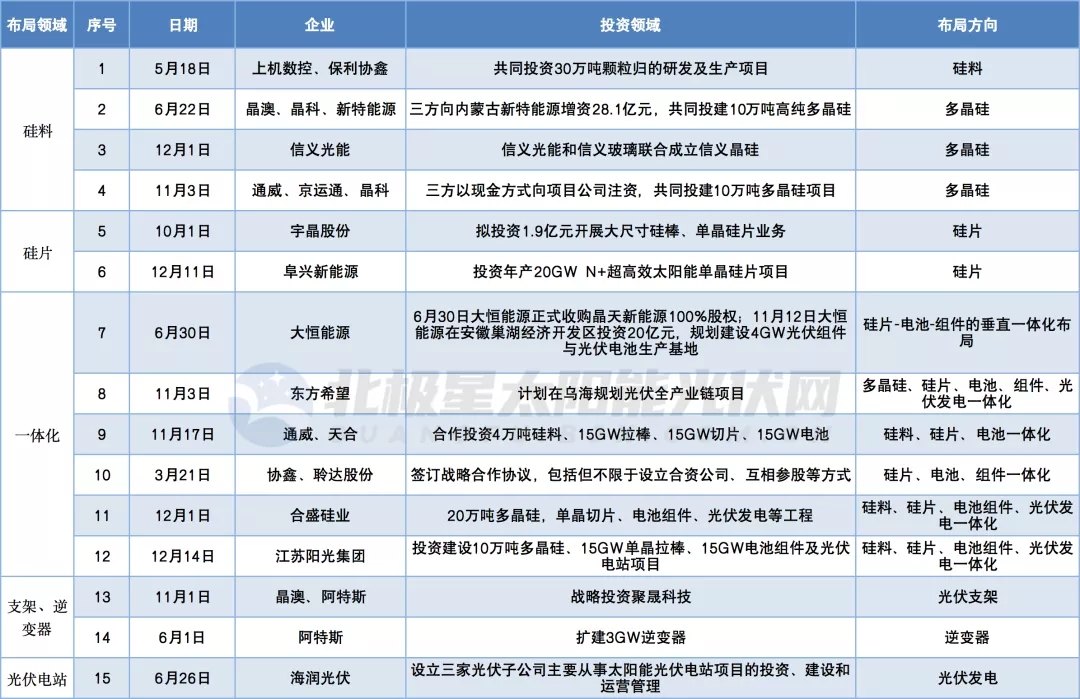 布局领域 序号 日期 企业 投资领域 布局方向
硅料
1 5月18日 上机数控、保利协鑫 共同投资30万吨颗粒归的研发及生产项目 硅料
2 6月22日 晶澳、晶科、新特能源 三方向内蒙古新特能源增资28.1亿元，共同投建10万吨高纯多晶硅 多晶硅
3 12月1日 信义光能 信义光能和信义玻璃联合成立信义晶硅 多晶硅
4 11月3日 通威、京运通、晶科 三方以现金方式向项目公司注资，共同投建10万吨多晶硅项目 多晶硅
硅片
5 10月1日 宇晶股份 拟投资1.9亿元开展大尺寸硅棒、单晶硅片业务 硅片
6 12月11日 阜兴新能源 投资年产20GW N+超高效太阳能单晶硅片项目 硅片
一体化
7 6月30日 大恒能源
6月30日大恒能源正式收购晶天新能源100%股权；11月12日大恒
能源在安徽巢湖经济开发区投资20亿元，规划建设4GW光伏组件
与光伏电池生产基地
硅片-电池-组件的垂直一体化布
局
8 11月3日 东方希望 计划在乌海规划光伏全产业链项目
多晶硅、硅片、电池、组件、光
伏发电一体化
9 11月17日 通威、天合 合作投资4万吨硅料、15GW拉棒、15GW切片、15GW电池 硅料、硅片、电池一体化
10 3月21日 协鑫、聆达股份 签订战略合作协议，包括但不限于设立合资公司、互相参股等方式 硅片、电池、组件一体化
11 12月1日 合盛硅业 20万吨多晶硅，单晶切片、电池组件、光伏发电等工程
硅料、硅片、电池组件、光伏发
电一体化
12 12月14日 江苏阳光集团
投资建设10万吨多晶硅、15GW单晶拉棒、15GW电池组件及光伏
电站项目
硅料、硅片、电池组件、光伏发
电一体化
支架、逆
变器
13 11月1日 晶澳、阿特斯 战略投资聚晟科技 光伏支架
14 6月1日 阿特斯 扩建3GW逆变器 逆变器
光伏电站
15 6月26日 海润光伏
设立三家光伏子公司主要从事太阳能光伏电站项目的投资、建设和
运营管理
光伏发电
北极星太阳能光伏网